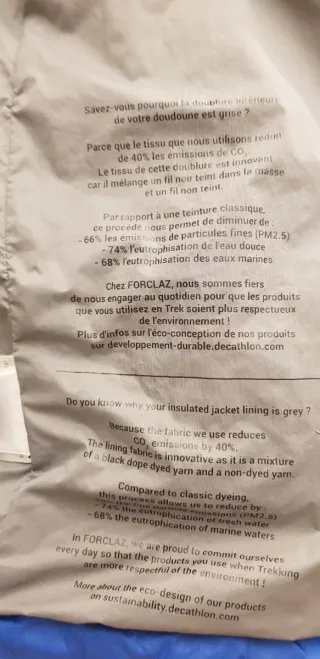 Savez-vous pourquoi la doublure intérieure
de votre doudoune est grise ?
Parce que le tissu que nous utilisons réduit
de 40% les émissions de CO₂.
Le tissu de cette doublure est innovant
car il mélange un fil noir teint dans la masse
et un fil non teint.
Par rapport à une teinture classique,
ce procédé nous permet de diminuer de :
- 66% les émissions de particules fines (PM2.5)
- 74% l'eutrophisation de l'eau douce
- 68% l'eutrophisation des eaux marines
Chez FORCLAZ, nous sommes fiers
de nous engager au quotidien pour que les produits
que vous utilisez en Trek soient plus respectueux
de l'environnement !
Plus d'infos sur l'éco-conception de nos produits
sur developpement-durable.decathlon.com
Do you know why your insulated jacket lining is grey ?
Because the fabric we use reduces
CO₂ emissions by 40%.
The lining fabric is innovative as it is a mixture
of a black dope dyed yarn and a non-dyed yarn.
Compared to classic dyeing,
this process allows us to reduce by
emissions (PM2.5)
- 74% the eutrophication of fresh water
- 68% the eutrophication of marine waters
In FORCLAZ, we are proud to commit ourselves
every day so that the products you use when Trekking
are more respectful of the environment !
More about the eco-design of our products
on sustainability.decathlon.com